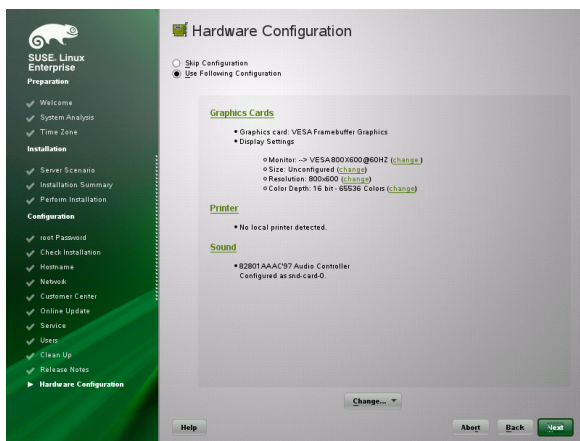 SUSE. Linux
Enterprise
Preparation
Welcome
System Analysis
Time Zone
Installation
Server Scenario
Installation Summary
Perform Installation
Configuration
root Password
Check Installation
Hostname
Network
Customer Center
Online Update
Service
Users
Clean Up
Release Notes
Hardware Configuration
Hardware Configuration
Skip Configuration
Use Following Configuration
Graphics Cards
Graphics card: VESA Framebuffer Graphics
Display Settings
Monitor: --> VESA 800X600@60HZ (change )
Size: Unconfigured (change)
Resolution: 800x600 (change)
Color Depth: 16 bit - 65536 Colors (change)
Printer
No local printer detected.
Sound
82801AAAC'97 Audio Controller
Configured as snd-card-0.
Change...
Help
Abort
Back
Next